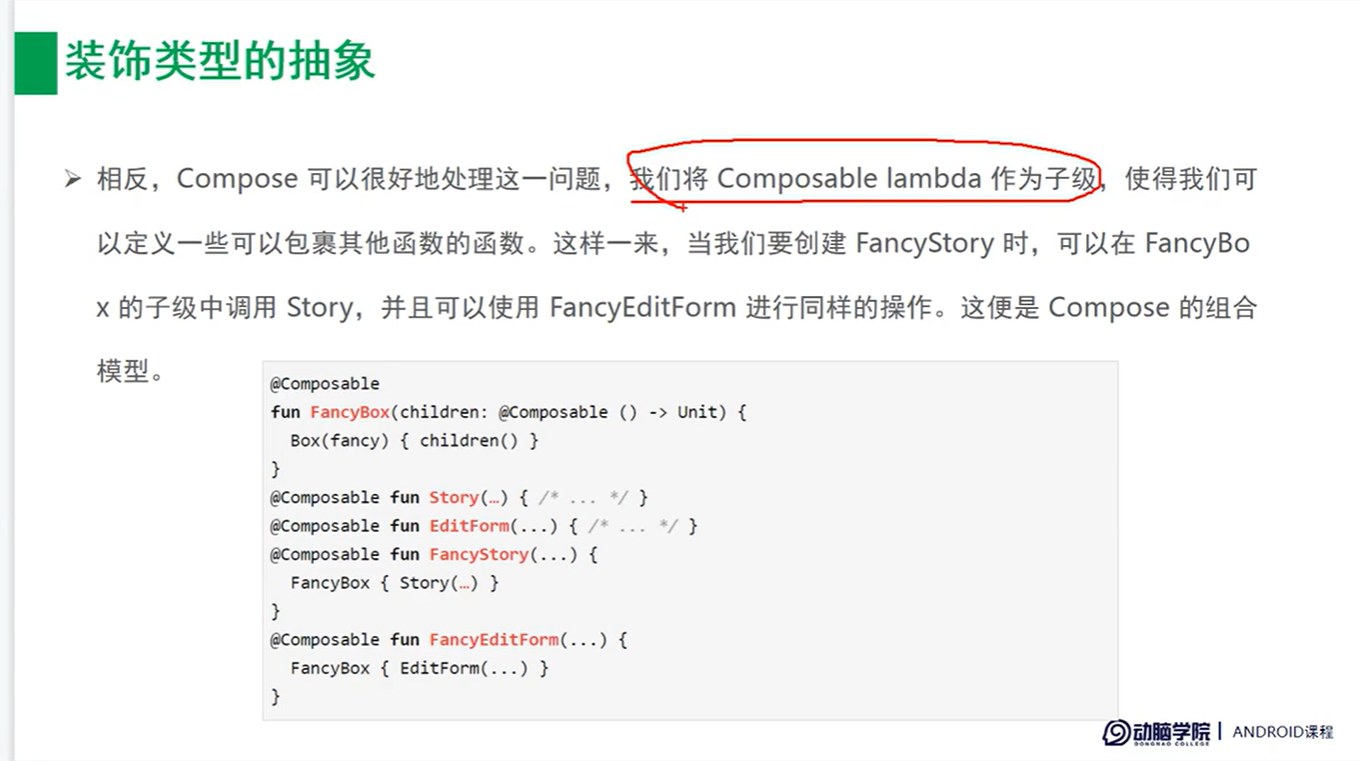 装饰类型的抽象
➢ 相反，Compose 可以很好地处理这一问题，我们将 Composable lambda 作为子级，使得我们可
以定义一些可以包裹其他函数的函数。这样一来，当我们要创建 FancyStory 时，可以在 FancyBo
x 的子级中调用 Story，并且可以使用 FancyEditForm 进行同样的操作。这便是 Compose 的组合
模型。
@Composable
fun FancyBox(children: @Composable () -> Unit) {
  Box(fancy) { children() }
}
@Composable fun Story(…) { /* ... */ }
@Composable fun EditForm(...) { /* ... */ }
@Composable fun FancyStory(...) {
  FancyBox { Story(…) }
}
@Composable fun FancyEditForm(...) {
  FancyBox { EditForm(...) }
}
动脑学院 | ANDROID课程
DONGNAO COLLEGE